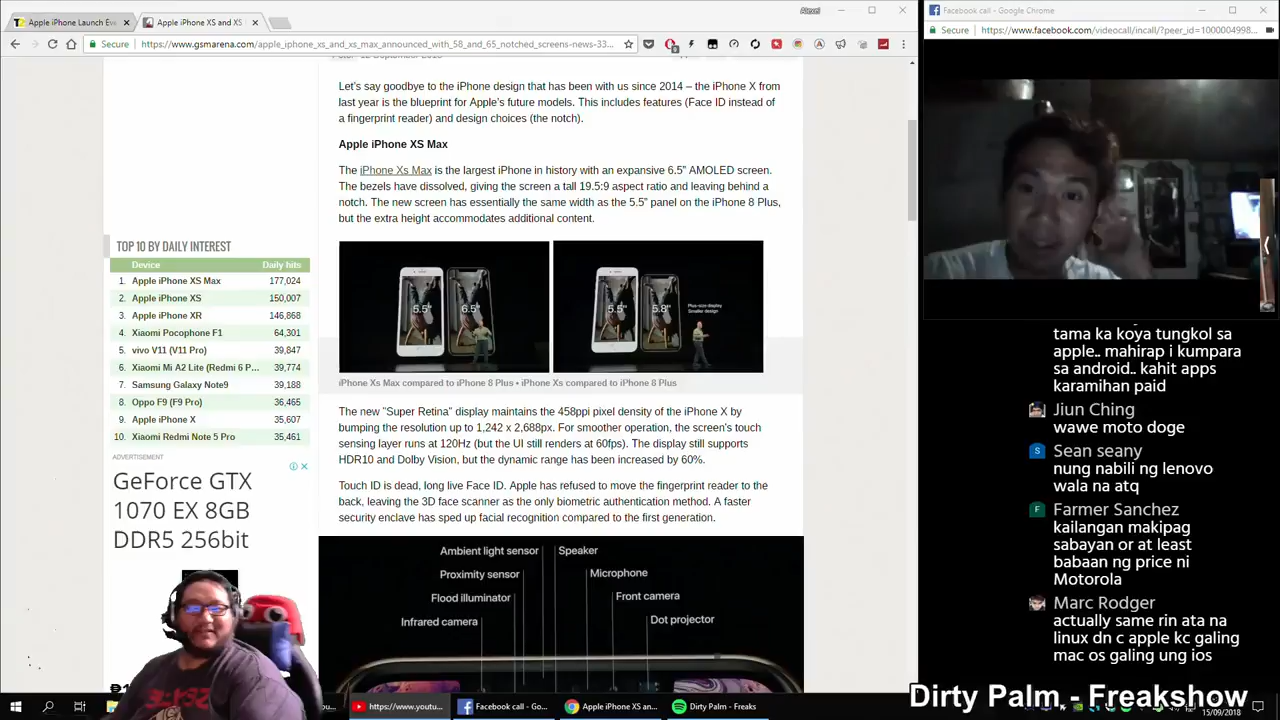 Apple iPhone Launch Ev
Apple iPhone XS and XS
Alexei
Secure
https://www.gsmarena.com/apple_iphone_xs_and_xs_max_announced_with_58_and_65_notched_screens-news-33...
Let's say goodbye to the iPhone design that has been with us since 2014 – the iPhone X from
last year is the blueprint for Apple's future models. This includes features (Face ID instead of
a fingerprint reader) and design choices (the notch).
Apple iPhone XS Max
The iPhone Xs Max is the largest iPhone in history with an expansive 6.5" AMOLED screen.
The bezels have dissolved, giving the screen a tall 19.5:9 aspect ratio and leaving behind a
notch. The new screen has essentially the same width as the 5.5" panel on the iPhone 8 Plus,
but the extra height accommodates additional content.
5.5"
6.5"
5.5"
5.8"
Plus-size display
Smaller design
iPhone Xs Max compared to iPhone 8 Plus • iPhone Xs compared to iPhone 8 Plus
The new "Super Retina" display maintains the 458ppi pixel density of the iPhone X by
bumping the resolution up to 1,242 x 2,688px. For smoother operation, the screen's touch
sensing layer runs at 120Hz (but the UI still renders at 60fps). The display still supports
HDR10 and Dolby Vision, but the dynamic range has been increased by 60%.
Touch ID is dead, long live Face ID. Apple has refused to move the fingerprint reader to the
back, leaving the 3D face scanner as the only biometric authentication method. A faster
security enclave has sped up facial recognition compared to the first generation.
Ambient light sensor
Speaker
Proximity sensor
Microphone
Flood illuminator
Front camera
Infrared camera
Dot projector
TOP 10 BY DAILY INTEREST
Device Daily hits
1. Apple iPhone XS Max 177,024
2. Apple iPhone XS 150,007
3. Apple iPhone XR 146,868
4. Xiaomi Pocophone F1 64,301
5. vivo V11 (V11 Pro) 39,847
6. Xiaomi Mi A2 Lite (Redmi 6 P... 39,774
7. Samsung Galaxy Note9 39,188
8. Oppo F9 (F9 Pro) 36,465
9. Apple iPhone X 35,607
10. Xiaomi Redmi Note 5 Pro 35,461
ADVERTISEMENT
GeForce GTX
1070 EX 8GB
DDR5 256bit
Facebook call - Google Chrome
Secure
https://www.facebook.com/videocall/incall/?peer_id=1000004998...
tama ka koya tungkol sa
apple.. mahirap i kumpara
sa android.. kahit apps
karamihan paid
Jiun Ching
wawe moto doge
S
Sean seany
nung nabili ng lenovo
wala na atq
F
Farmer Sanchez
kailangan makipag
sabayan or at least
babaan ng price ni
Motorola
Marc Rodger
actually same rin ata na
linux dn c apple kc galing
mac os galing ung ios
Dirty Palm - Freakshow
https://www.youtu...
Facebook call - Go...
Apple iPhone XS an...
Dirty Palm - Freaks
15/09/2018